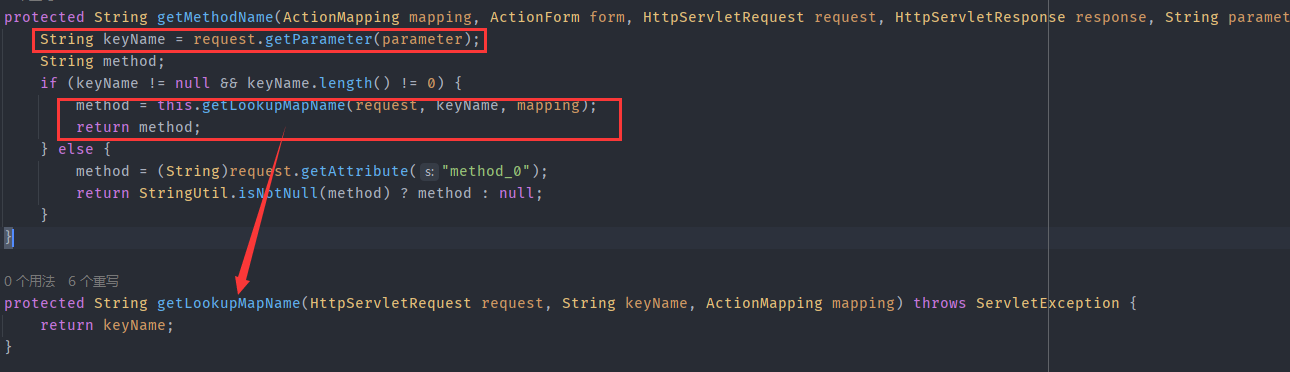 protected String getMethodName(ActionMapping mapping, ActionForm form, HttpServletRequest request, HttpServletResponse response, String paramet
String keyName = request.getParameter(parameter);
String method;
if (keyName != null && keyName.length() != 0) {
method = this.getLookupMapName(request, keyName, mapping);
return method;
} else {
method = (String)request.getAttribute( s: "method_0");
return StringUtil.isNotNull(method) ? method : null;
}
}
0 个用法 6 个重写
protected String getLookupMapName(HttpServletRequest request, String keyName, ActionMapping mapping) throws ServletException {
return keyName;
}